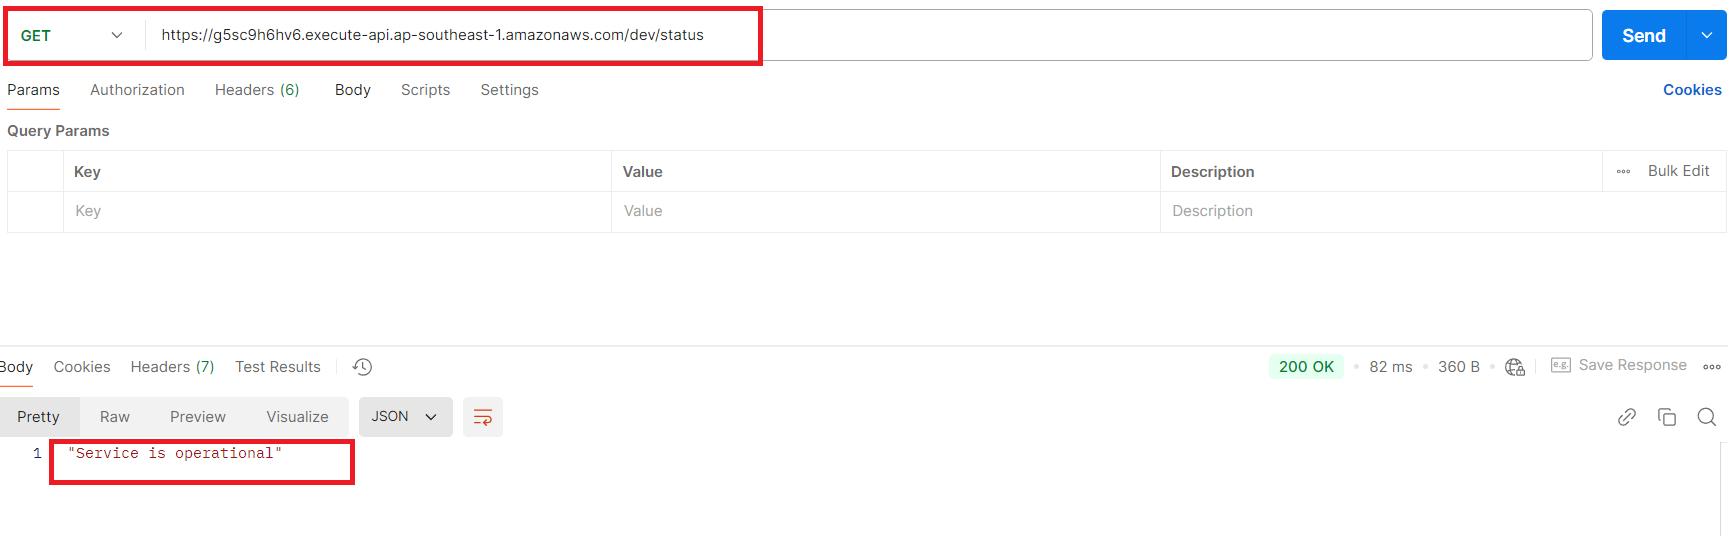 GET https://g5sc9h6hv6.execute-api.ap-southeast-1.amazonaws.com/dev/status Send
Params Authorization Headers (6) Body Scripts Settings Cookies
Query Params
Key Value Description Bulk Edit
Key Value Description
Body Cookies Headers (7) Test Results 200 OK • 82 ms • 360 B • e.g. Save Response
Pretty Raw Preview Visualize JSON
1 "Service is operational"